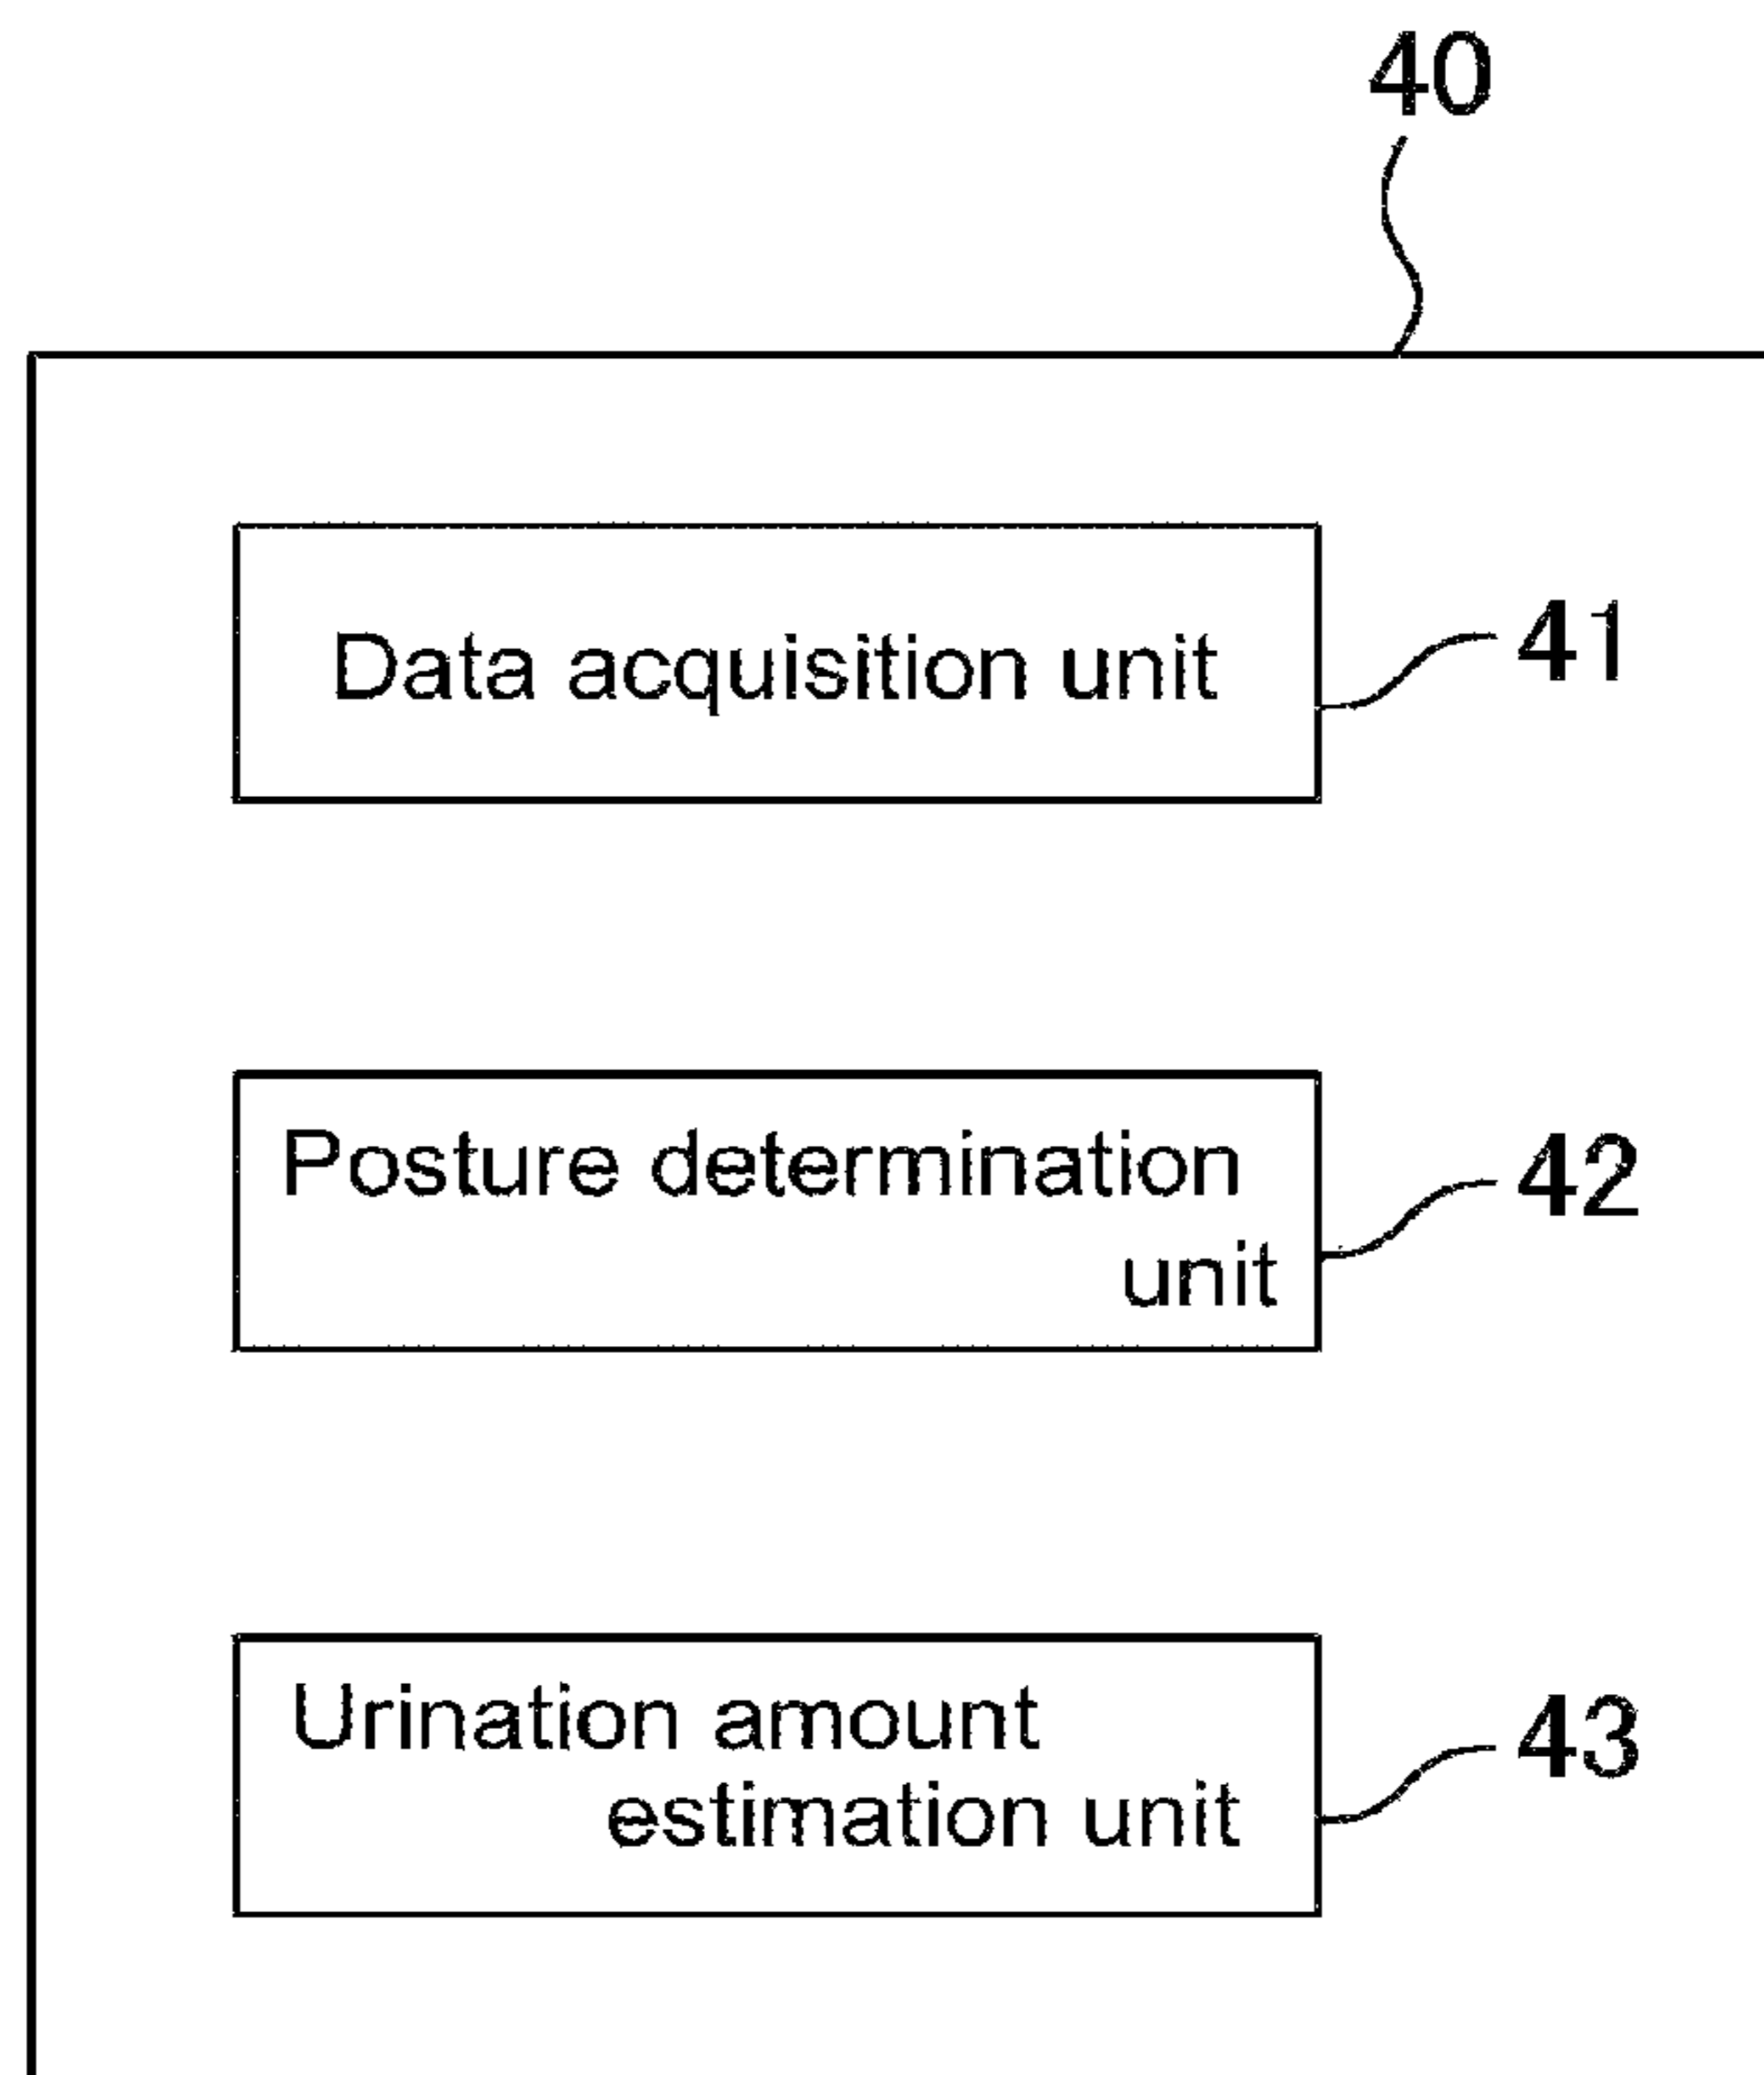 40
Data acquisition unit
41
Posture determination
unit
42
Urination amount
estimation unit
43